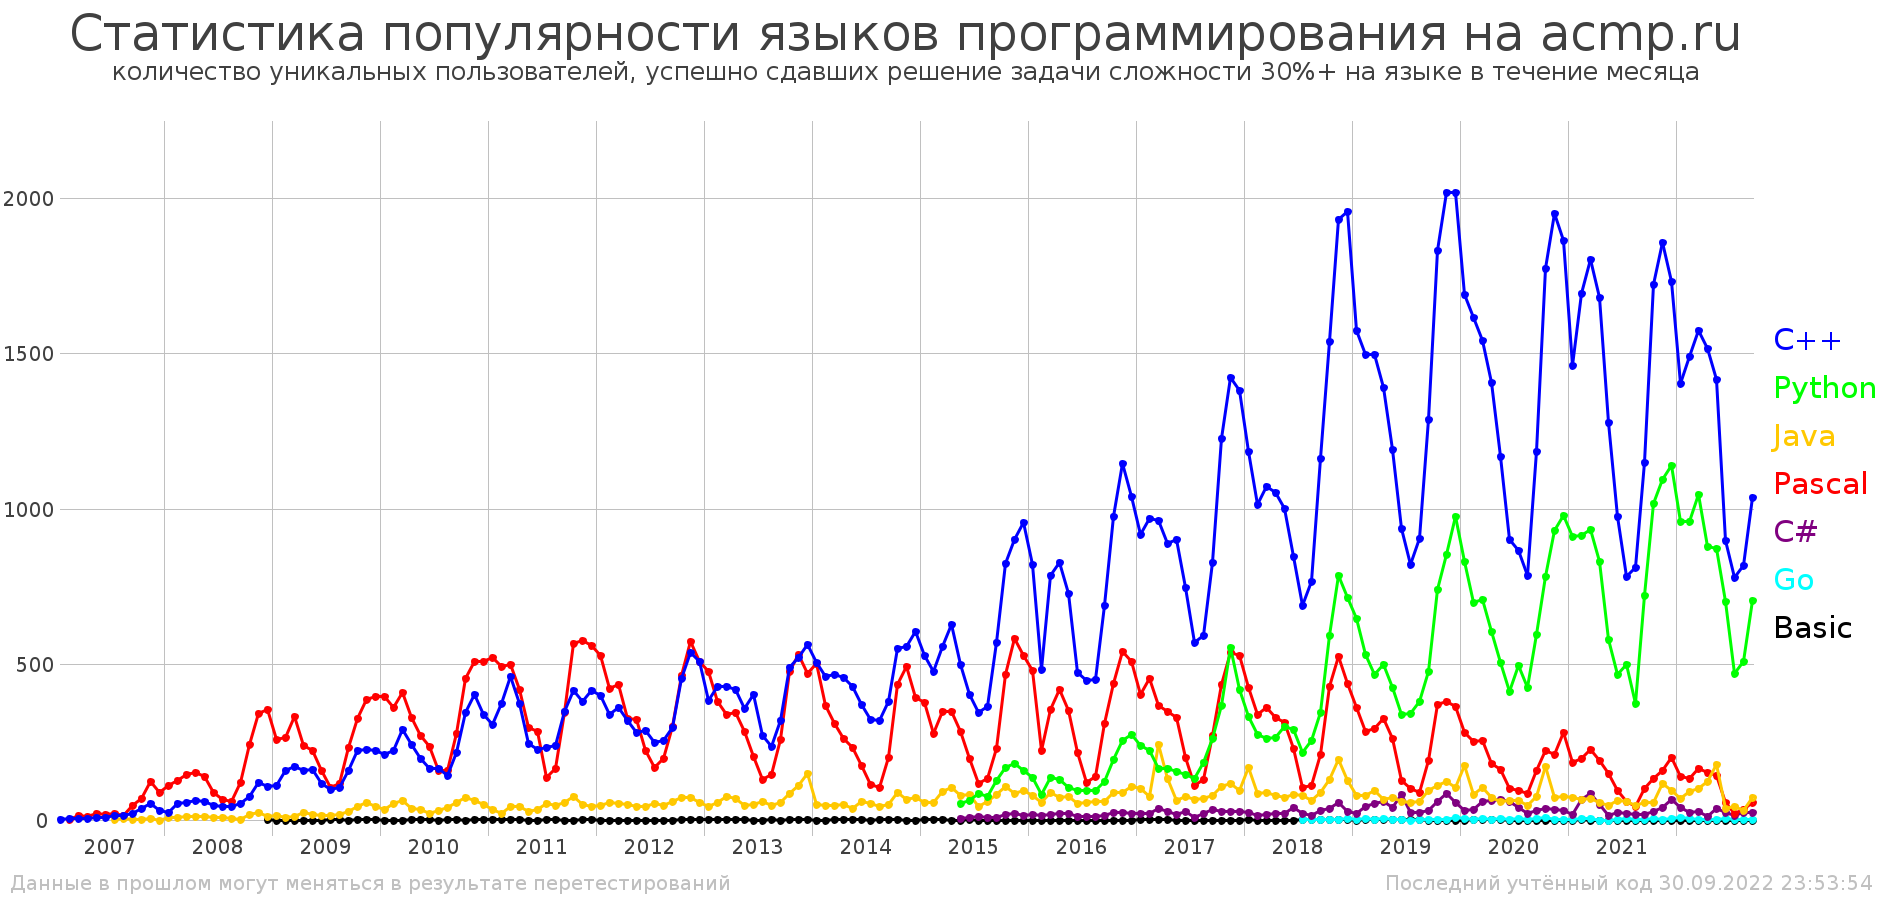 Статистика популярности языков программирования на acmp.ru
количество уникальных пользователей, успешно сдавших решение задачи сложности 30%+ на языке в течение месяца
2000
1500
1000
500
0
C++
Python
Java
Pascal
C#
Go
Basic
2007 2008 2009 2010 2011 2012 2013 2014 2015 2016 2017 2018 2019 2020 2021
Данные в прошлом могут меняться в результате перетестирований
Последний учтённый код 30.09.2022 23:53:54